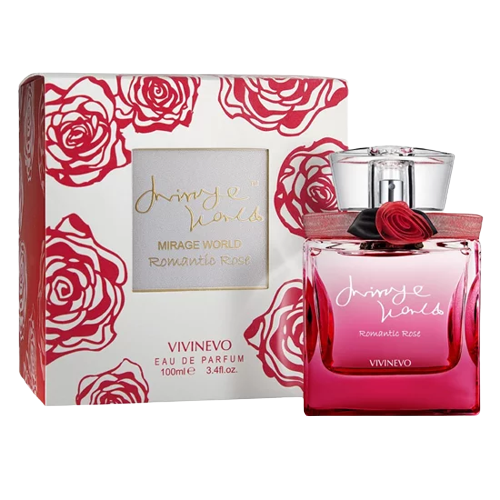 Mirage
World
MIRAGE WORLD
Romantic Rose
VIVINEVO
EAU DE PARFUM
100ml ℮ 3.4fl.oz.
Mirage
World
Romantic Rose
VIVINEVO